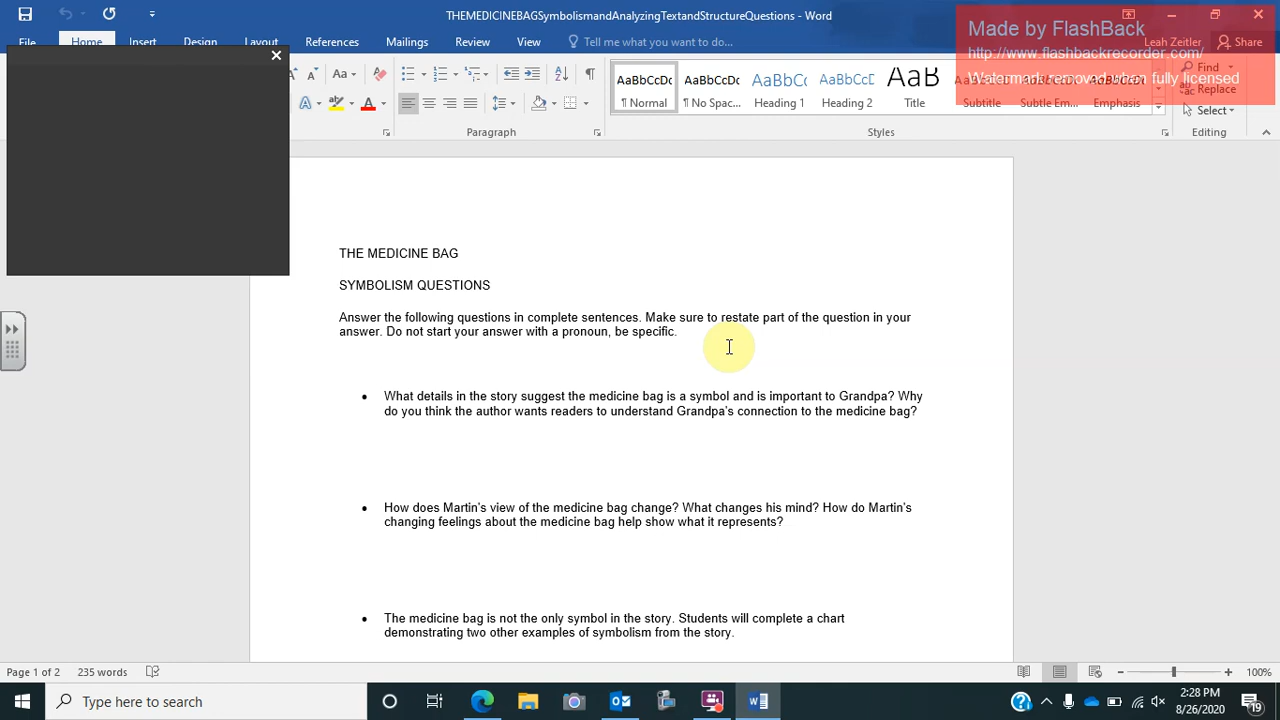 THEMEDICINEBAGSymbolismandAnalyzingTextandStructureQuestions - Word
Made by FlashBack
http://www.flashbackrecorder.com/
Watermark removed when fully licensed
File Home Insert Design Layout References Mailings Review View Tell me what you want to do... Leah Zeitler Share
Aa
AaBbCcDc AaBbCcDc AaBbCc AaBbCcE AaB
¶ Normal ¶ No Spac... Heading Heading 2 Title Subtitle Subtle Em... Emphasis
Find
Replace
Select
Paragraph Styles Editing
THE MEDICINE BAG
SYMBOLISM QUESTIONS
Answer the following questions in complete sentences. Make sure to restate part of the question in your
answer. Do not start your answer with a pronoun, be specific.
• What details in the story suggest the medicine bag is a symbol and is important to Grandpa? Why
do you think the author wants readers to understand Grandpa's connection to the medicine bag?
• How does Martin's view of the medicine bag change? What changes his mind? How do Martin's
changing feelings about the medicine bag help show what it represents?
• The medicine bag is not the only symbol in the story. Students will complete a chart
demonstrating two other examples of symbolism from the story.
Page 1 of 2 235 words 100%
Type here to search
2:28 PM
8/26/2020
19